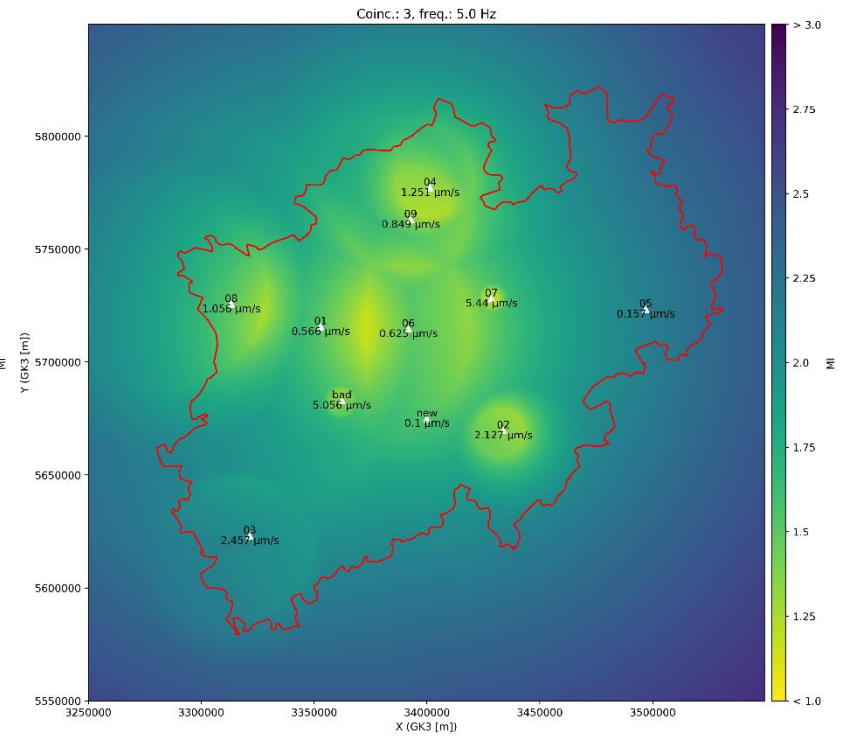 Coinc.: 3, freq.: 5.0 Hz
> 3.0
2.75
2.5
2.25
2.0
1.75
1.5
1.25
< 1.0
MI
MI
Y (GK3 [m])
5800000
5750000
5700000
5650000
5600000
5550000
04
1.251 µm/s
09
0.849 µm/s
08
1.056 µm/s
01
0.566 µm/s
06
0.625 µm/s
07
5.44 µm/s
05
0.157 µm/s
bad
5.056 µm/s
new
0.1 µm/s
02
2.127 µm/s
03
2.457 µm/s
3250000
3300000
3350000
3400000
3450000
3500000
X (GK3 [m])